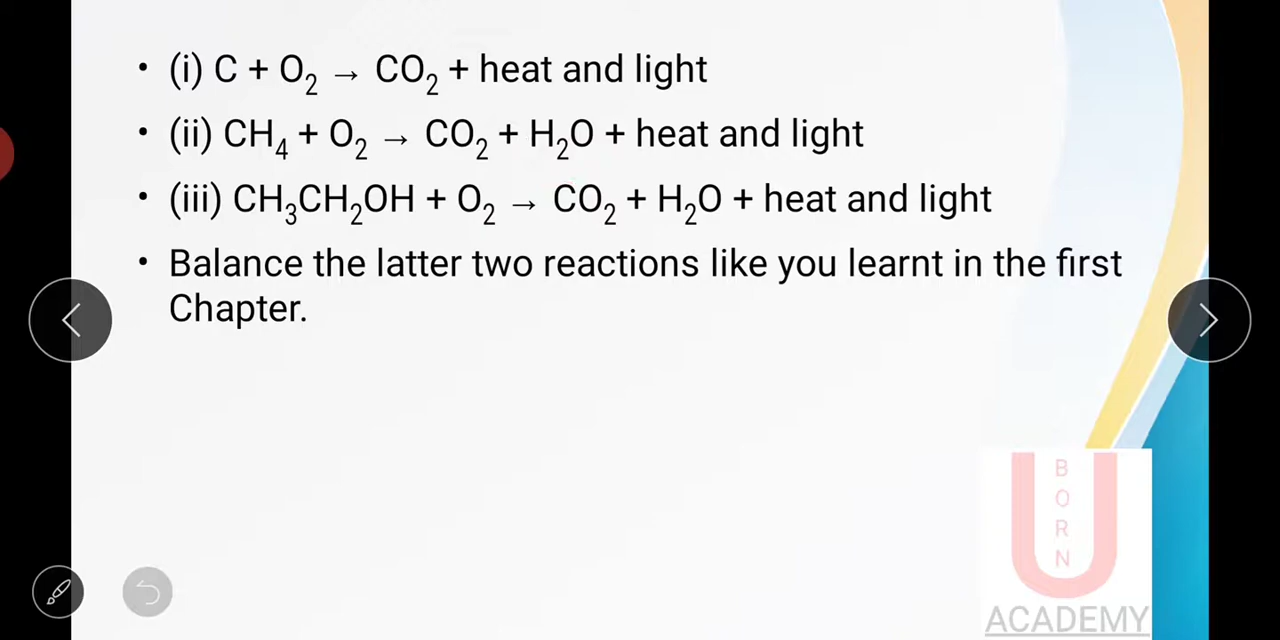 • (i) C + O₂ → CO₂ + heat and light
• (ii) CH₄ + O₂ → CO₂ + H₂O + heat and light
• (iii) CH₃CH₂OH + O₂ → CO₂ + H₂O + heat and light
• Balance the latter two reactions like you learnt in the first
Chapter.
U
B
O
R
N
ACADEMY